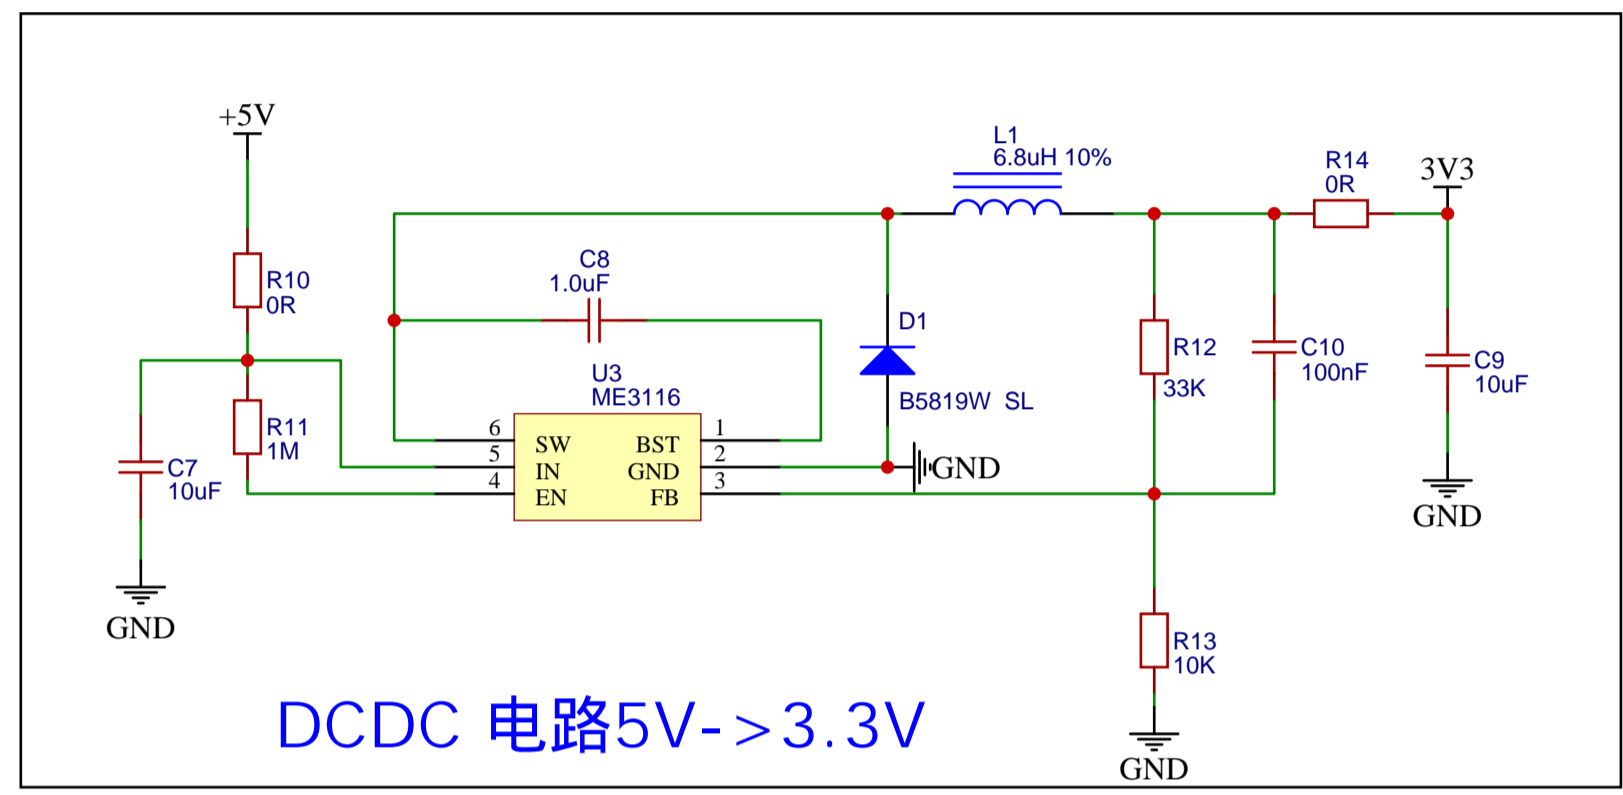 +5V
R10
0R
R11
1M
C7
10uF
GND
C8
1.0uF
U3
ME3116
6
5
4
SW
IN
EN
BST
GND
FB
1
2
3
D1
B5819W SL
GND
L1
6.8uH 10%
R12
33K
C10
100nF
R14
0R
3V3
C9
10uF
GND
R13
10K
GND
DCDC 电路5V->3.3V